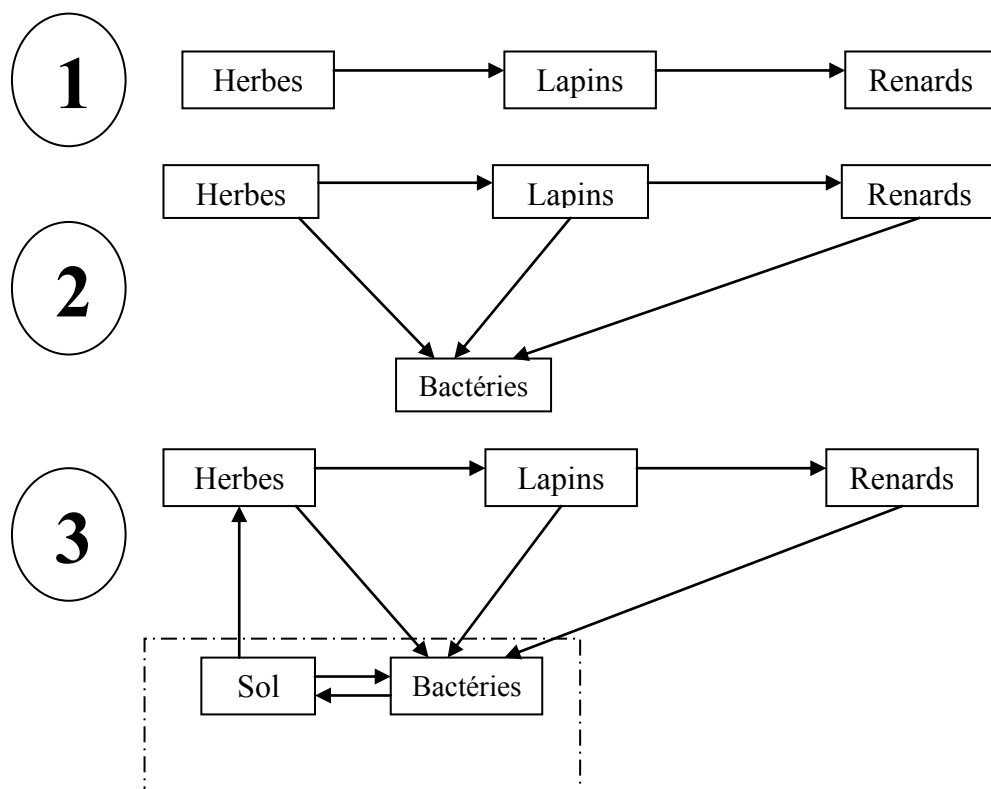 1
Herbes Lapins Renards
Herbes Lapins Renards
2
Bactéries
Herbes Lapins Renards
3
Sol Bactéries